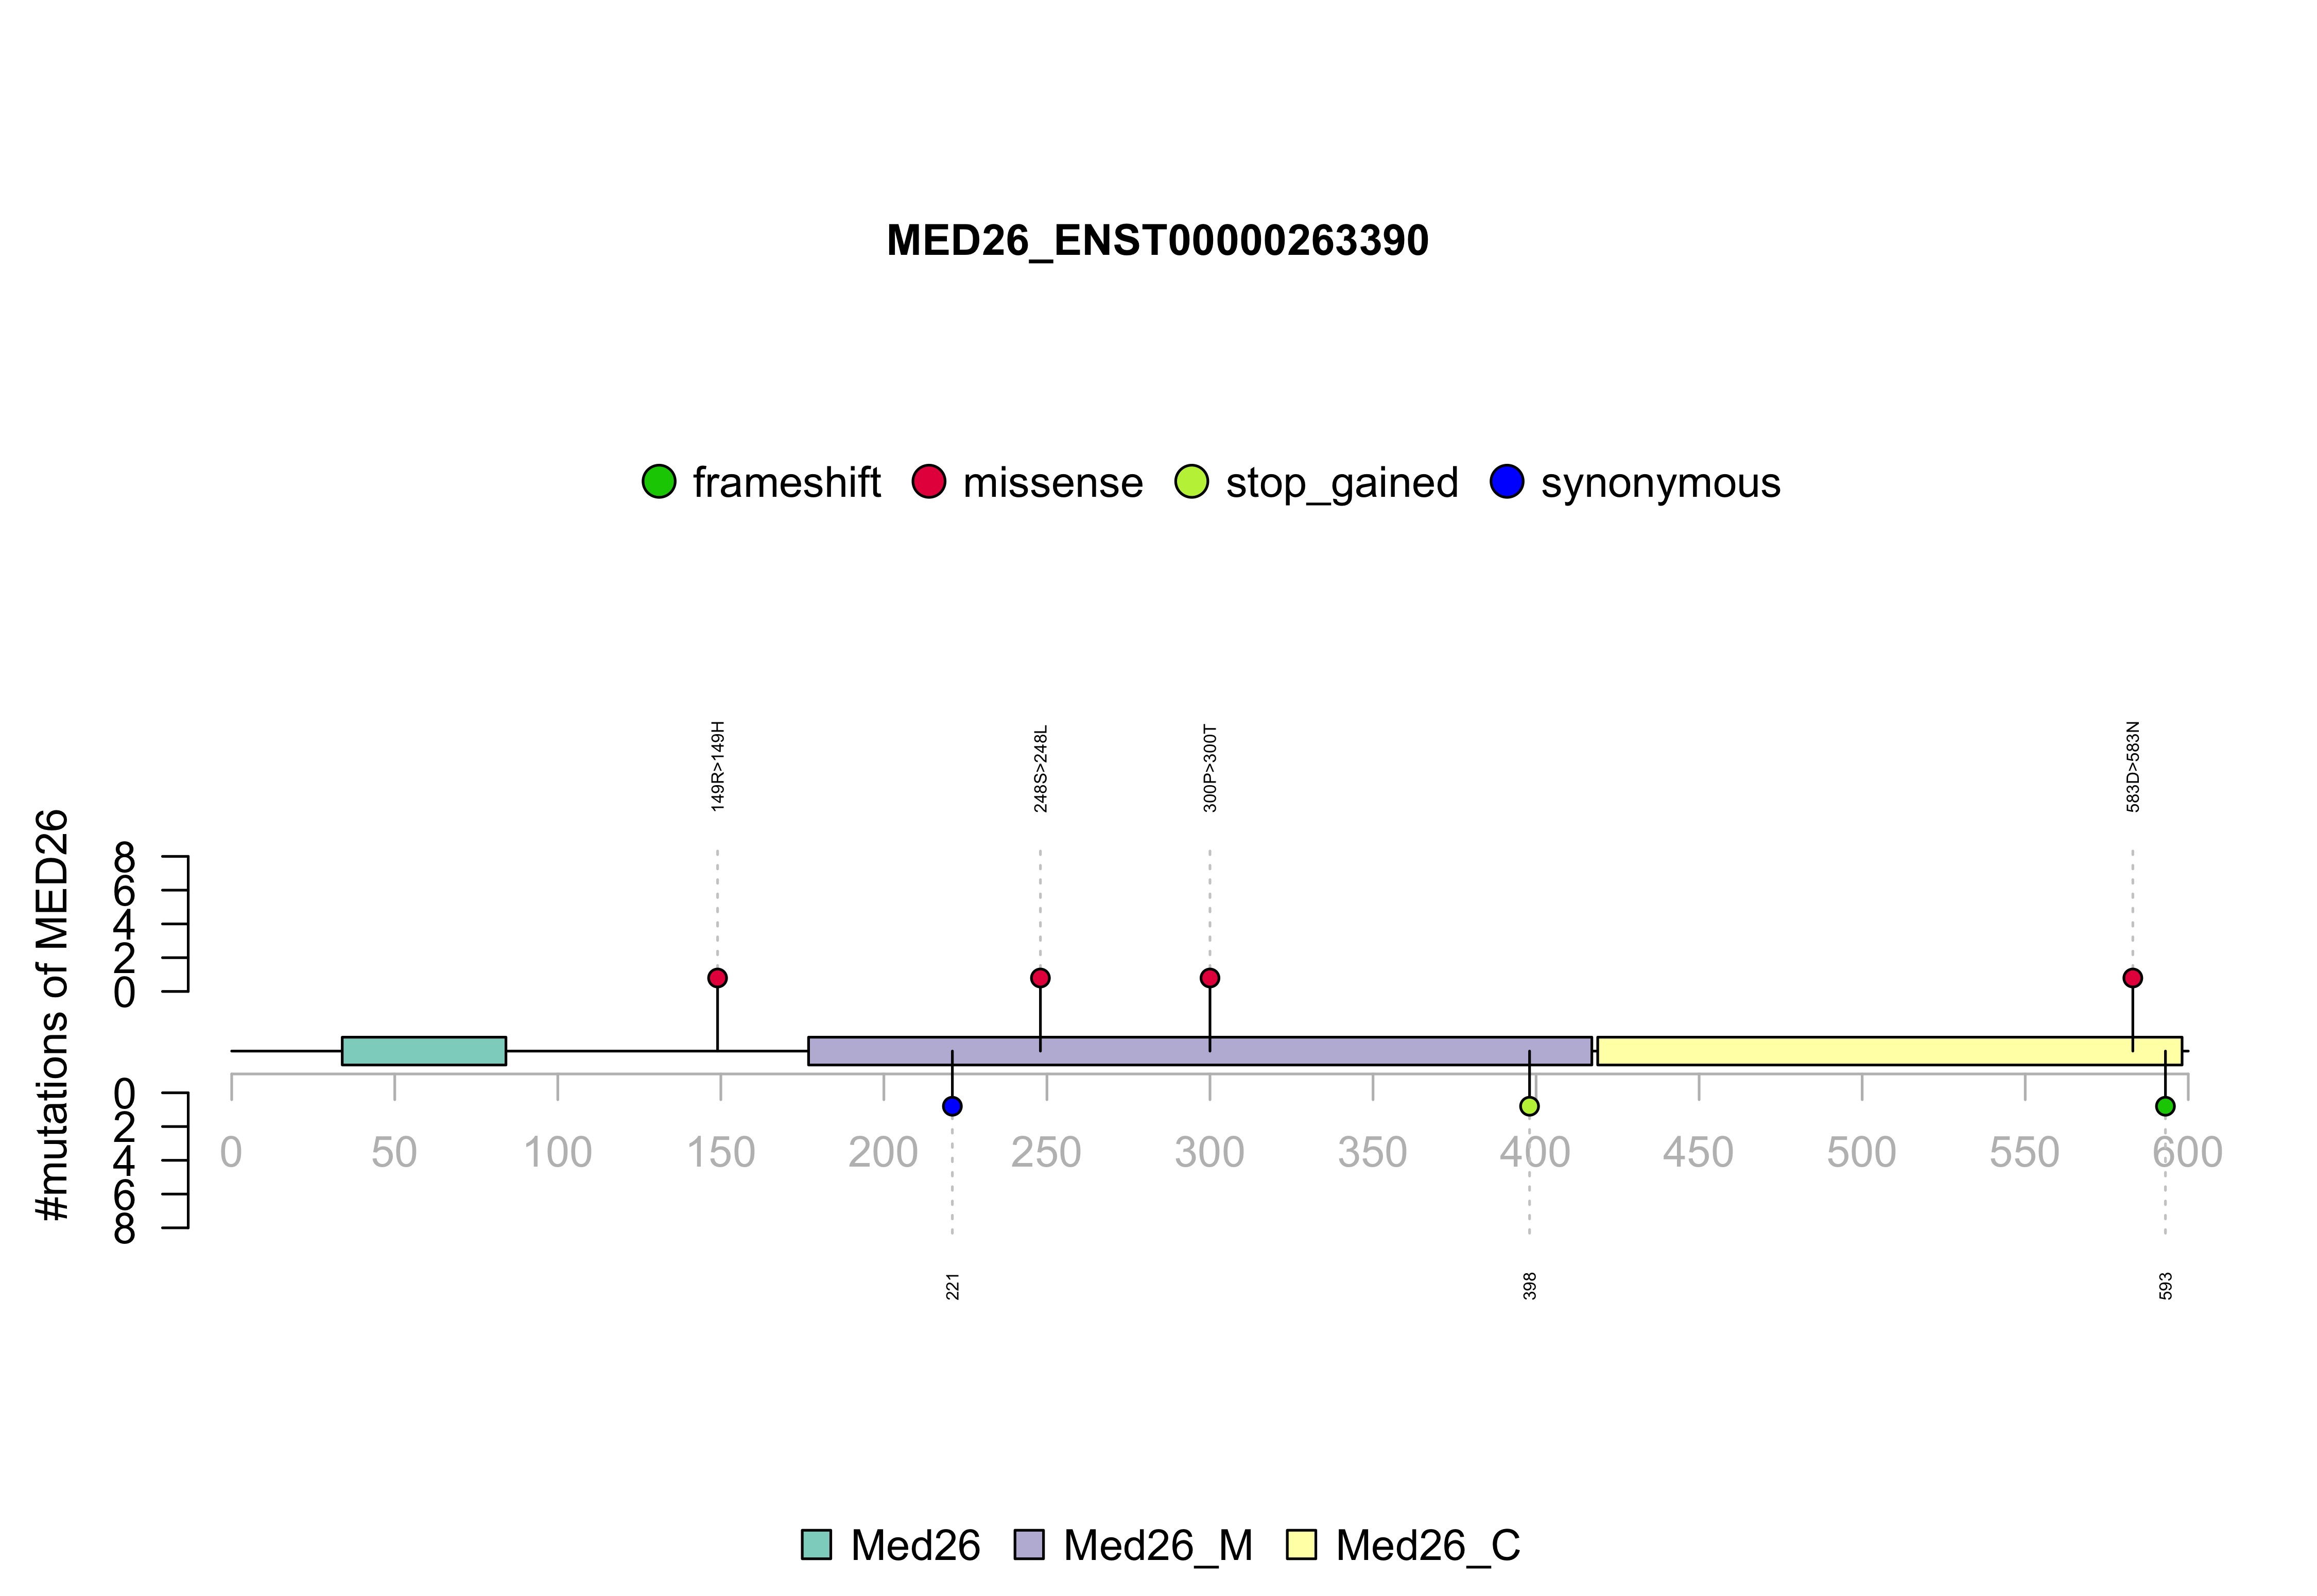 MED26_ENST00000263390
frameshift missense stop_gained synonymous
149R>149H 248S>248L 300P>300T 583D>583N
#mutations of MED26
8
6
4
2
0
0
2
4
6
8
0 50 100 150 200 250 300 350 400 450 500 550 600
221 398 593
Med26 Med26_M Med26_C